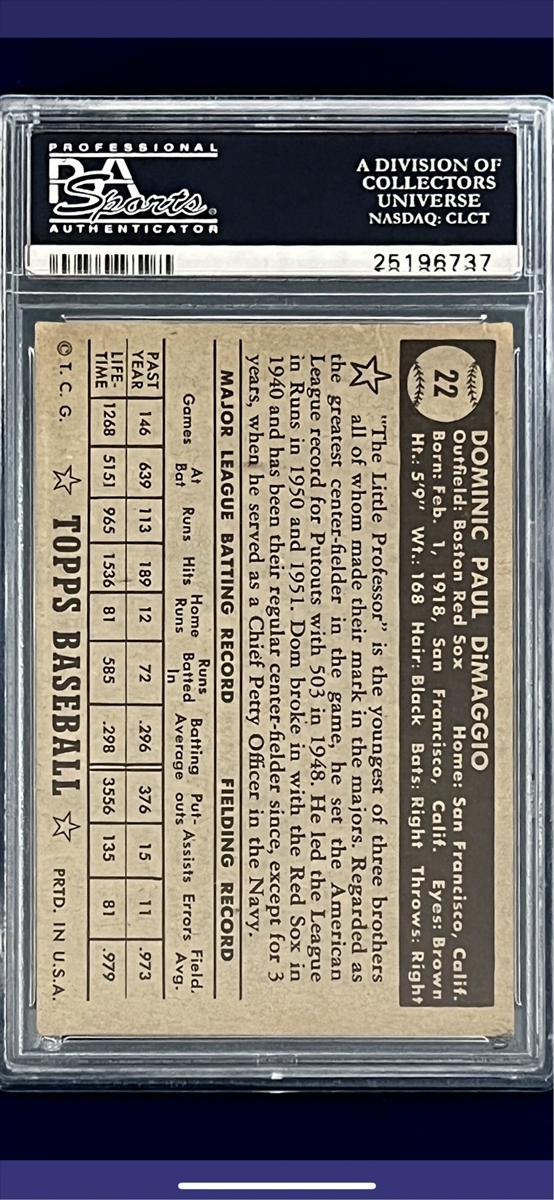 PROFESSIONAL
PSA
Sports®
AUTHENTICATOR
A DIVISION OF
COLLECTORS
UNIVERSE
NASDAQ: CLCT
25196737
22
DOMINIC PAUL DiMAGGIO
Outfield: Boston Red Sox Home: San Francisco, Calif.
Born: Feb. 1, 1918, San Francisco, Calif. Eyes: Brown
Ht.: 5'9" Wt.: 168 Hair: Black Bats: Right Throws: Right
"The Little Professor" is the youngest of three brothers
all of whom made their mark in the majors. Regarded as
the greatest center-fielder in the game, he set the American
League record for Putouts with 503 in 1948. He led the League
in Runs in 1950 and 1951. Dom broke in with the Red Sox in
1940 and has been their regular center-fielder since, except for 3
years, when he served as a Chief Petty Officer in the Navy.
MAJOR LEAGUE BATTING RECORD FIELDING RECORD
Games At Bat Runs Hits Home Runs Runs Batted In Batting Average Put-outs Assists Errors Field. Avg.
PAST YEAR 146 639 113 189 12 72 .296 376 15 11 .973
LIFE-TIME 1268 5151 965 1536 81 585 .298 3556 135 81 .979
© T. C. G. ☆ TOPPS BASEBALL ☆ PRTD. IN U.S.A.